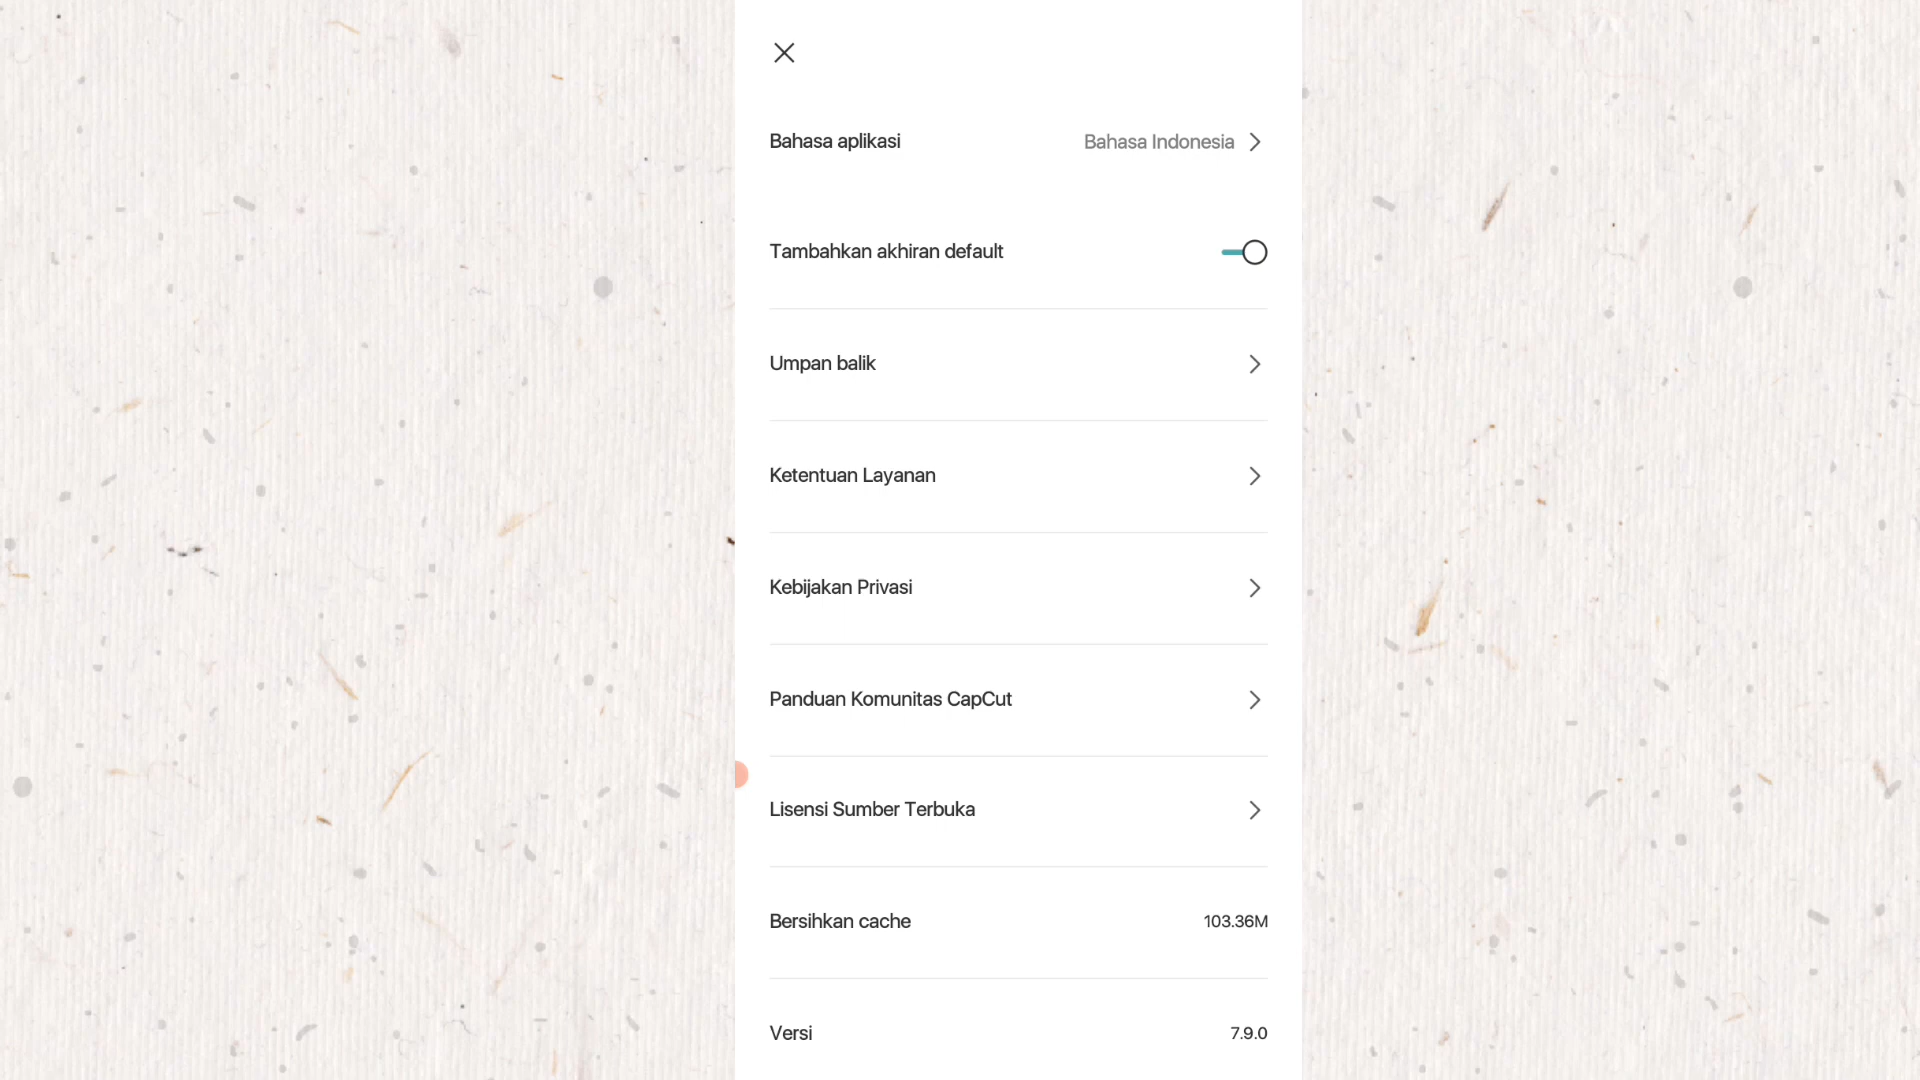 Bahasa aplikasi Bahasa Indonesia
Tambahkan akhiran default
Umpan balik
Ketentuan Layanan
Kebijakan Privasi
Panduan Komunitas CapCut
Lisensi Sumber Terbuka
Bersihkan cache 103.36M
Versi 7.9.0